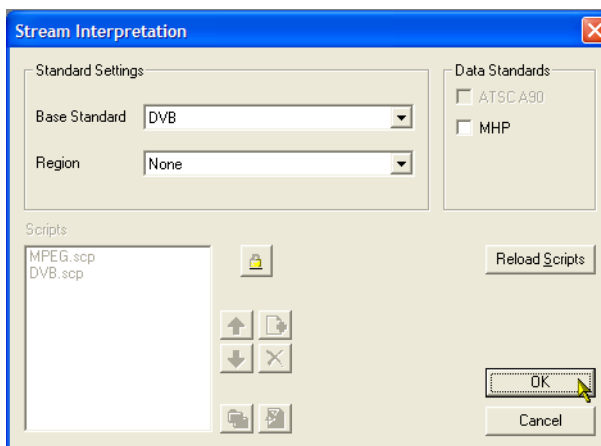 Stream Interpretation
Standard Settings
Base Standard
DVB
Region
None
Data Standards
ATSC A90
MHP
Scripts
MPEG.scp
DVB.scp
Reload Scripts
OK
Cancel